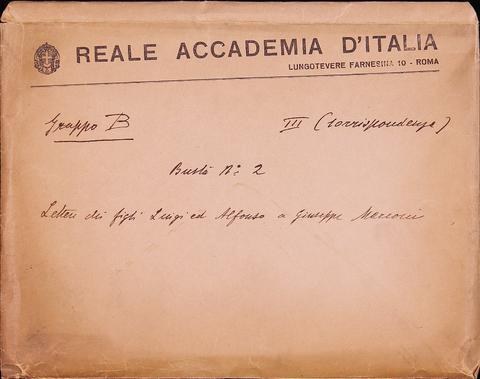 REALE ACCADEMIA D'ITALIA
LUNGOTEVERE FARNESINA 10 - ROMA
Gruppo B
III (Corrispondenza)
Busta N° 2
Lettere dei figli Luigi ed Alfonso a Giuseppe Marconi